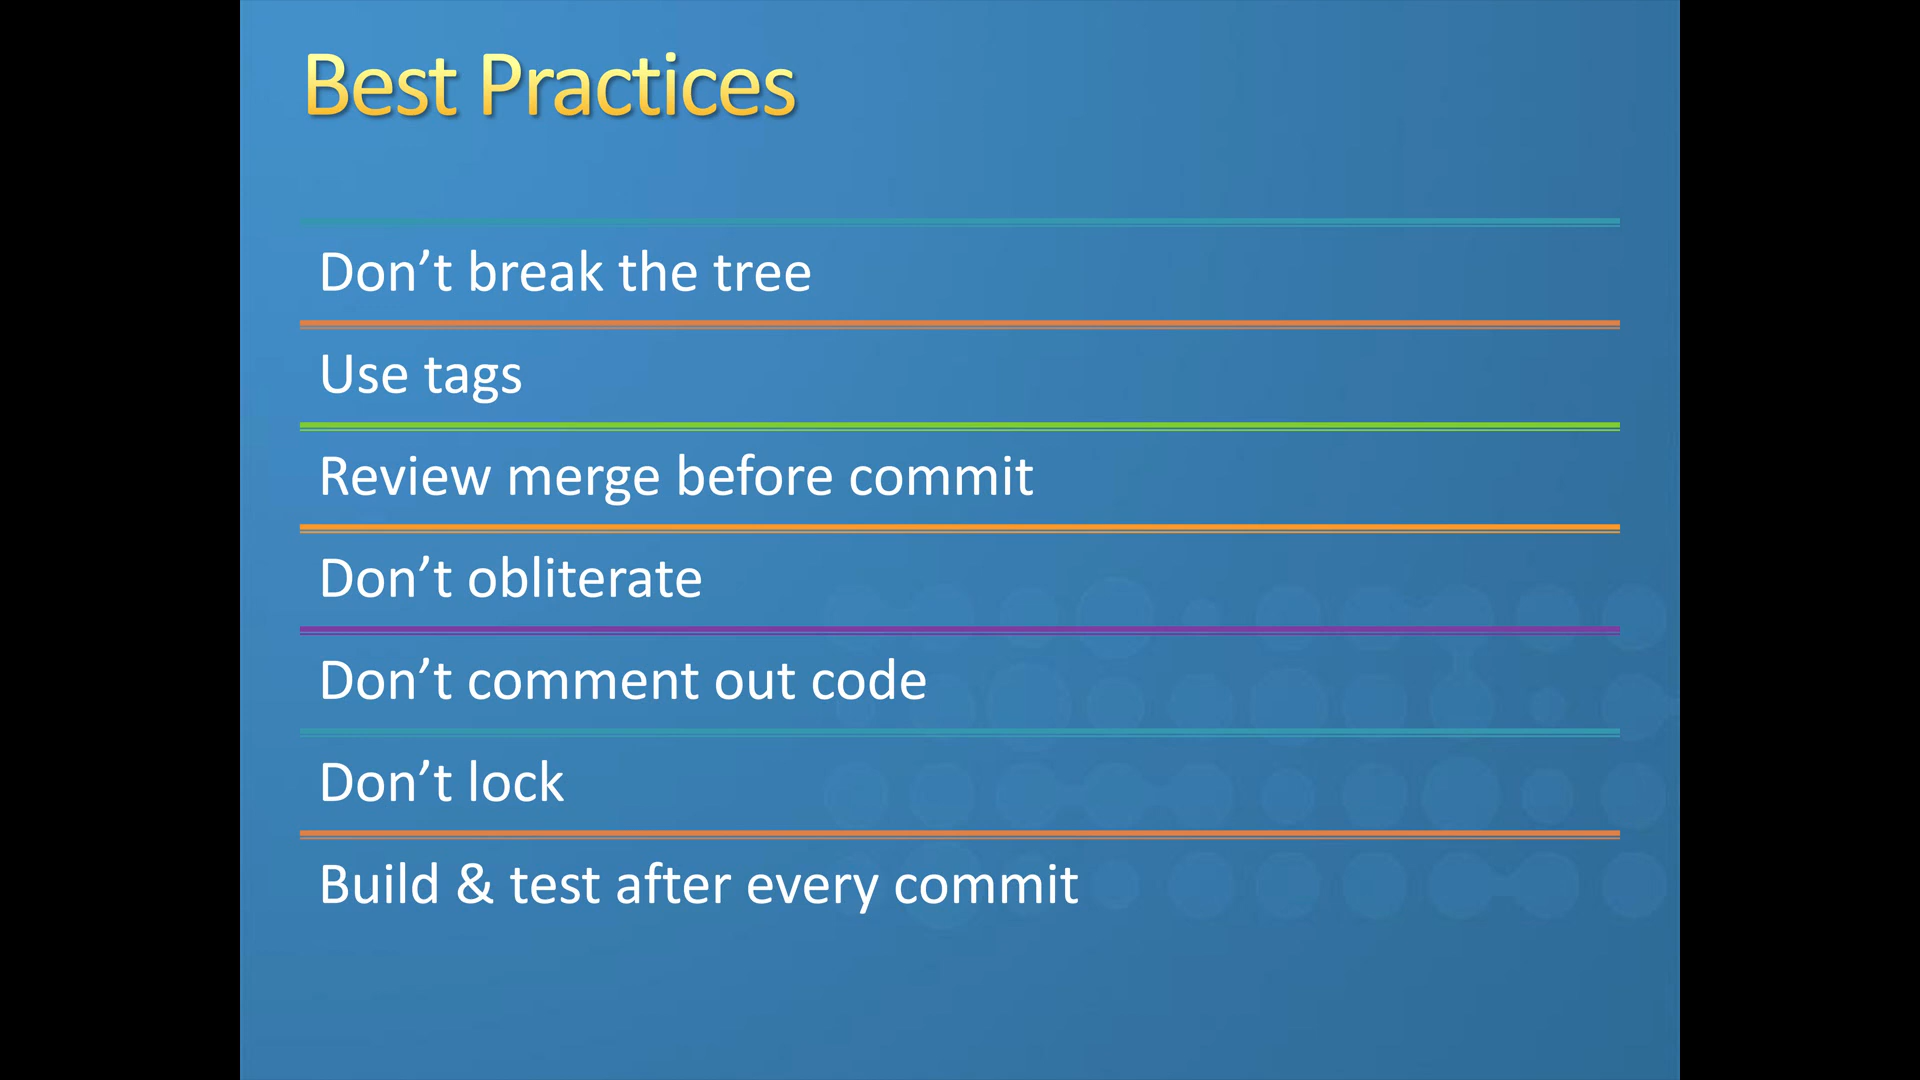 Best Practices
Don’t break the tree
Use tags
Review merge before commit
Don’t obliterate
Don’t comment out code
Don’t lock
Build & test after every commit